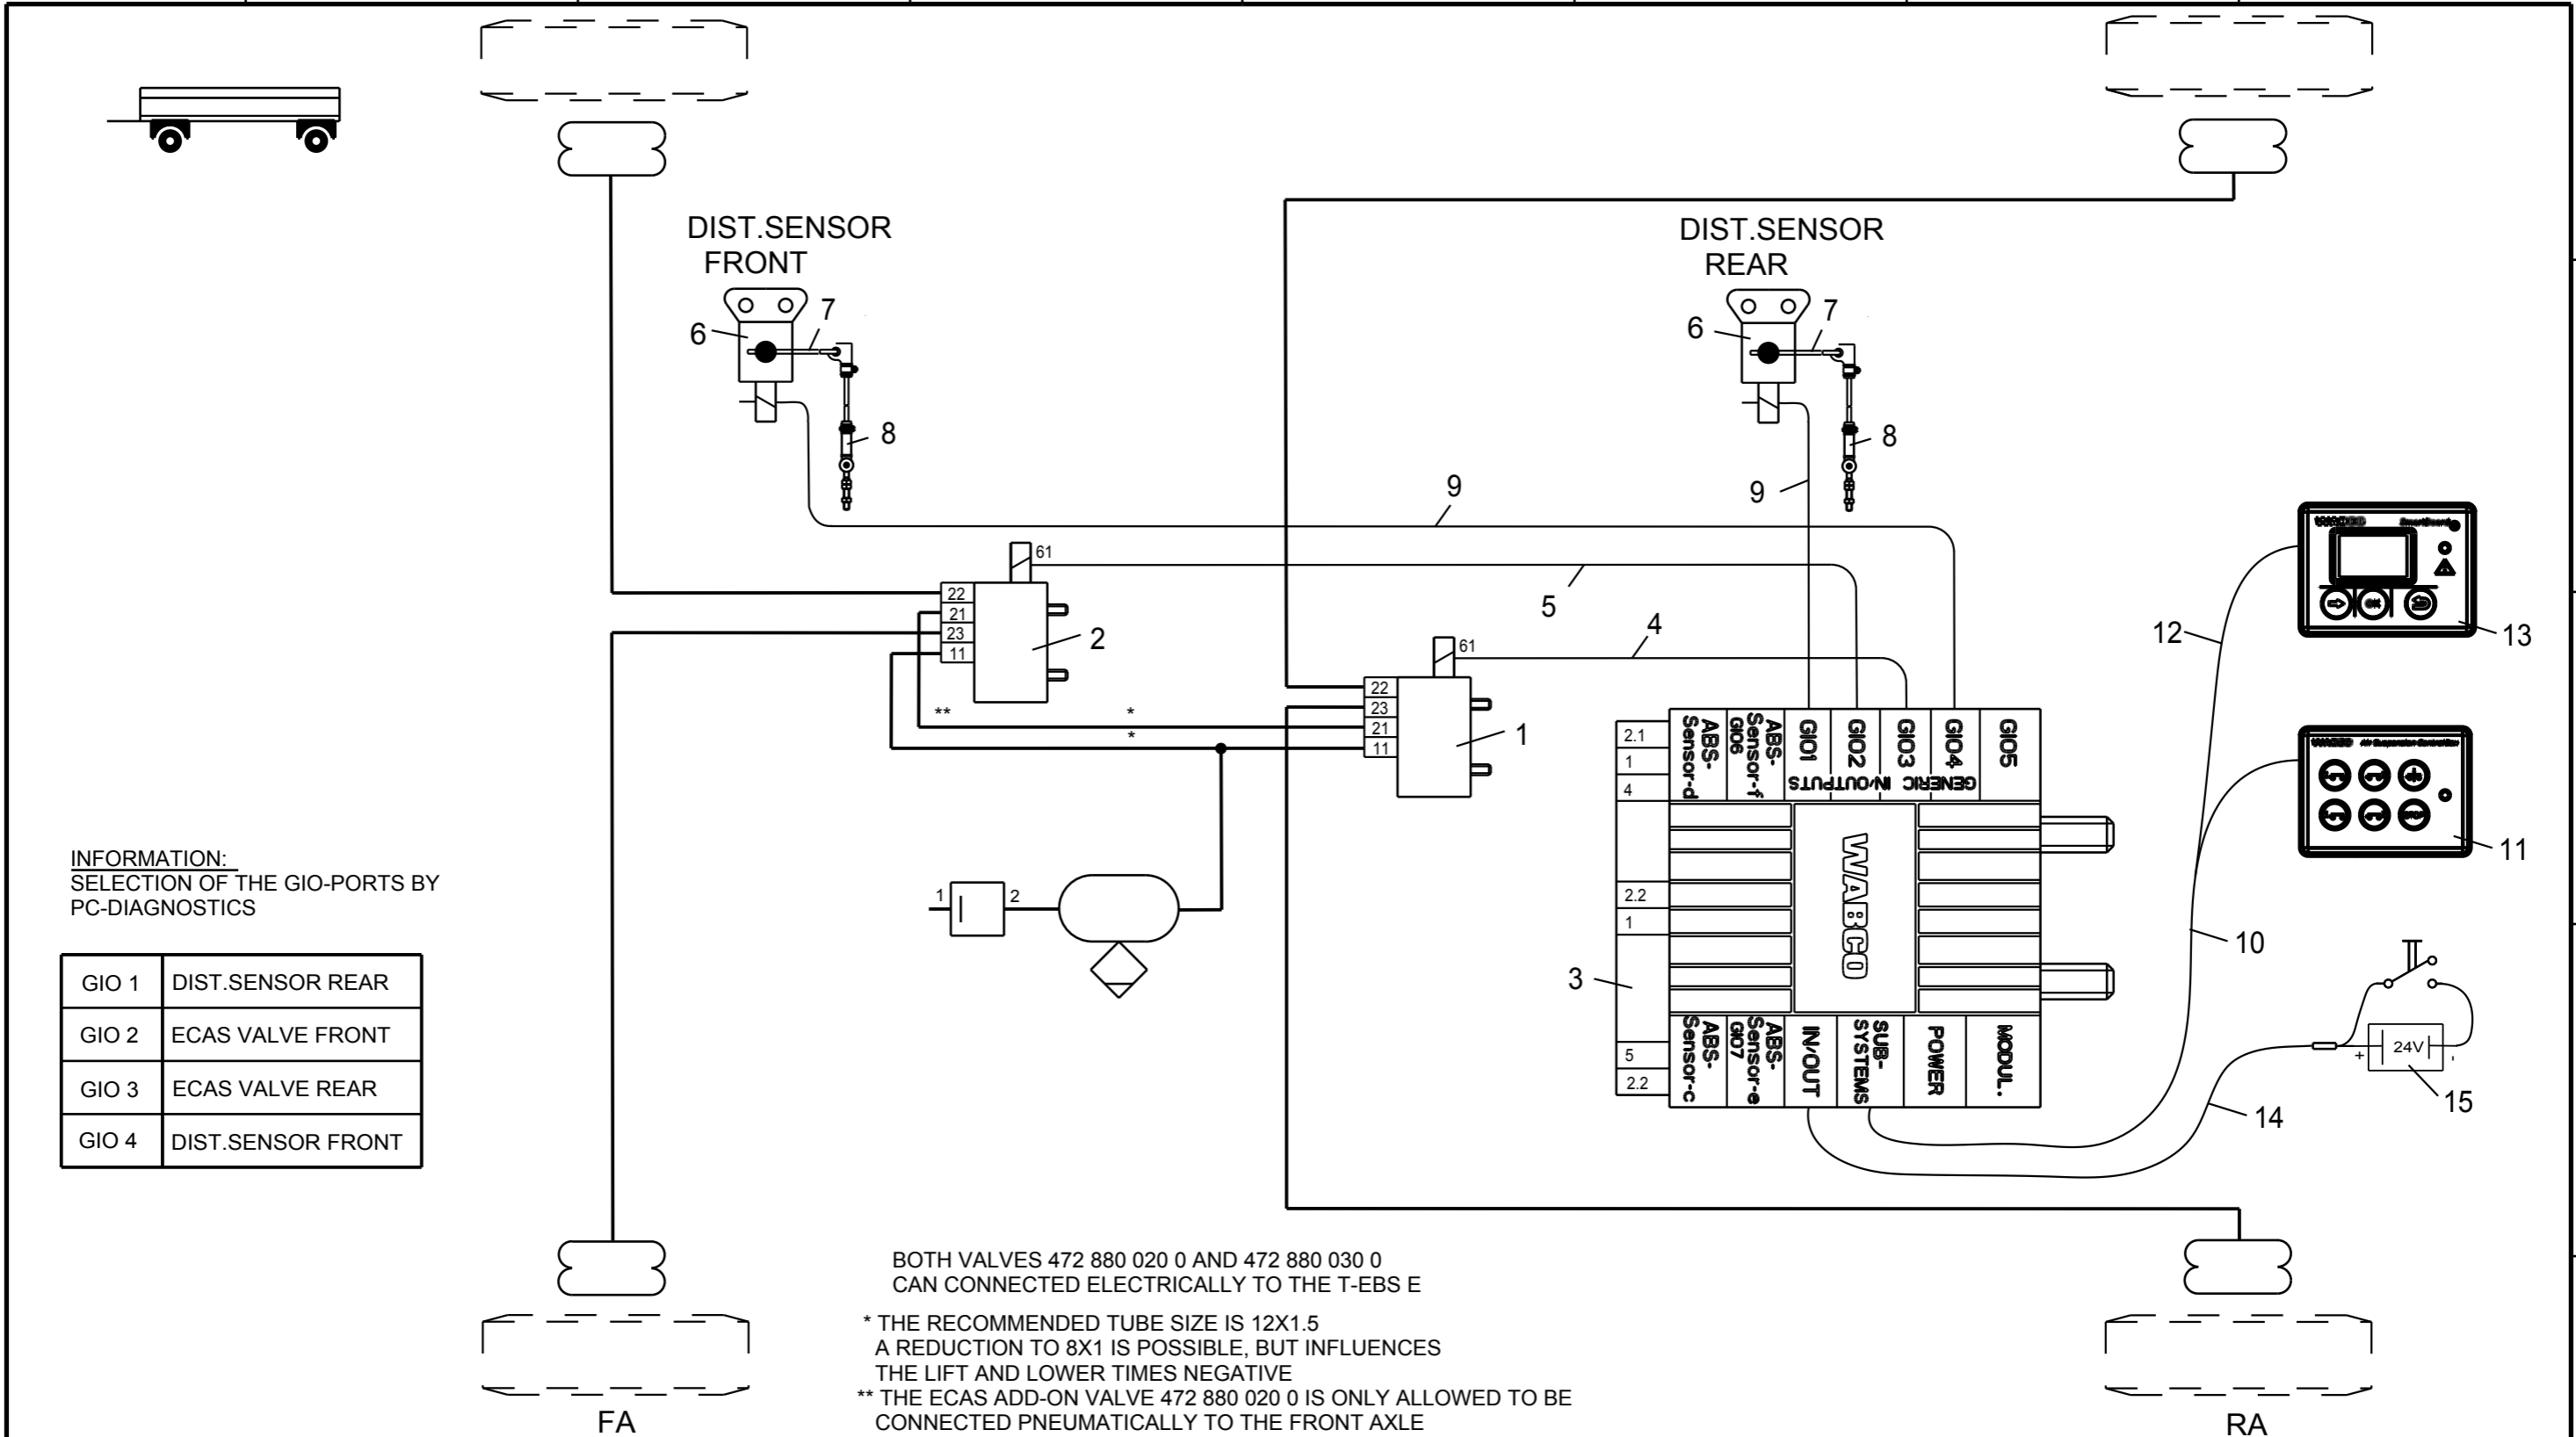 DIST.SENSOR
FRONT
DIST.SENSOR
REAR
6
7
8
6
7
8
9
9
61
5
22
21
23
11
2
61
4
22
23
21
11
1
**
*
*
12
13
11
10
14
15
+
24V
-
OK
STOP
WABCO
SmartBoard
WABCO
2.1
1
4
2.2
1
3
5
2.2
ABS-
Sensor-d
ABS-
Sensor-f
GIO6
GIO1
GIO2
GIO3
GIO4
GIO5
GENERIC IN/OUTPUTS
WABCO
ABS-
Sensor-c
ABS-
Sensor-e
GIO7
IN/OUT
SUB-
SYSTEMS
POWER
MODUL.
1
2
INFORMATION:
SELECTION OF THE GIO-PORTS BY
PC-DIAGNOSTICS
GIO 1 DIST.SENSOR REAR
GIO 2 ECAS VALVE FRONT
GIO 3 ECAS VALVE REAR
GIO 4 DIST.SENSOR FRONT
BOTH VALVES 472 880 020 0 AND 472 880 030 0
CAN CONNECTED ELECTRICALLY TO THE T-EBS E
* THE RECOMMENDED TUBE SIZE IS 12X1.5
A REDUCTION TO 8X1 IS POSSIBLE, BUT INFLUENCES
THE LIFT AND LOWER TIMES NEGATIVE
** THE ECAS ADD-ON VALVE 472 880 020 0 IS ONLY ALLOWED TO BE
CONNECTED PNEUMATICALLY TO THE FRONT AXLE
FA
RA